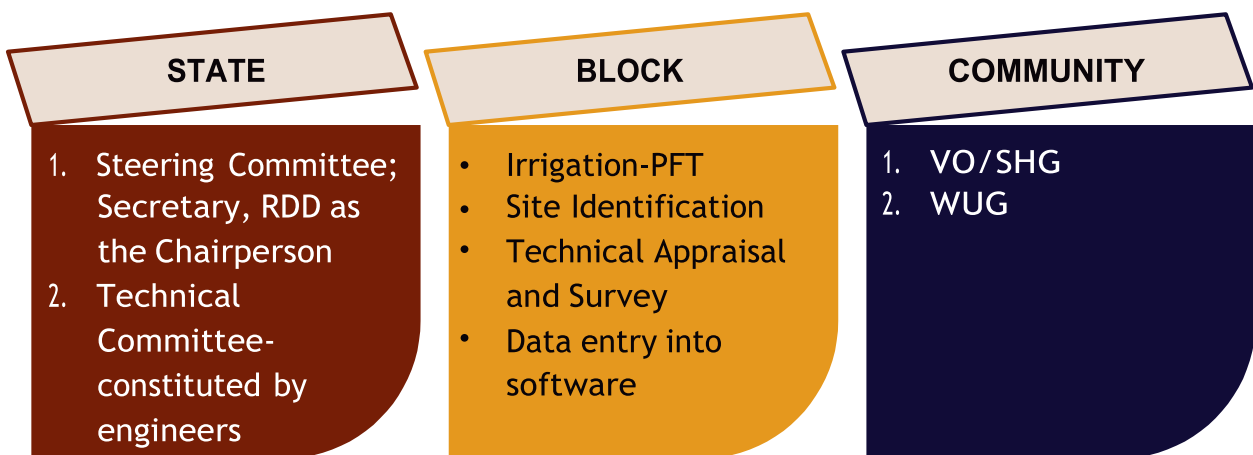 STATE
1. Steering Committee;
Secretary, RDD as
the Chairperson
2. Technical
Committee-
constituted by
engineers
BLOCK
• Irrigation-PFT
• Site Identification
• Technical Appraisal
and Survey
• Data entry into
software
COMMUNITY
1. VO/SHG
2. WUG